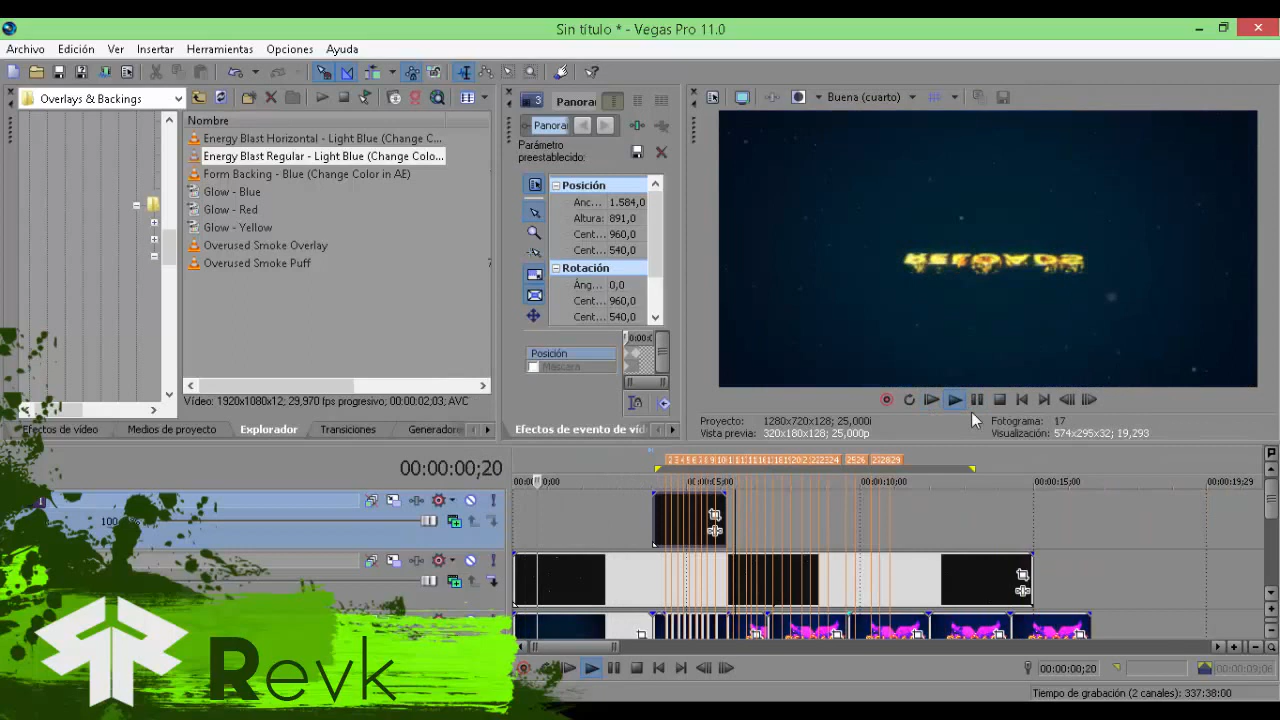 Sin título * - Vegas Pro 11.0
Archivo Edición Ver Insertar Herramientas Opciones Ayuda
Overlays & Backings
3 Panorar
Buena (cuarto)
Nombre
Energy Blast Horizontal - Light Blue (Change C...
Energy Blast Regular - Light Blue (Change Colo...
Form Backing - Blue (Change Color in AE)
Glow - Blue
Glow - Red
Glow - Yellow
Overused Smoke Overlay
Overused Smoke Puff
Vídeo: 1920x1080x12; 29,970 fps progresivo; 00:00:02:03; AVC
Efectos de vídeo Medios de proyecto Explorador Transiciones Generadore
Parámetro
preestablecido:
Posición
Anc... 1.584,0
Altura: 891,0
Cent... 960,0
Cent... 540,0
Rotación
Áng... 0,0
Cent... 960,0
Cent... 540,0
Posición
Máscara
Efectos de evento de víd
Proyecto: 1280x720x128; 25,000i
Vista previa: 320x180x128; 25,000p
Fotograma: 17
Visualización: 574x295x32; 19,293
00:00:00;20
00:00:05;00 00:00:10;00 00:00:15;00 00:00:19;29
100
Revk
00:00:00;20
00:00:09;06
Tiempo de grabación (2 canales): 337:38:00